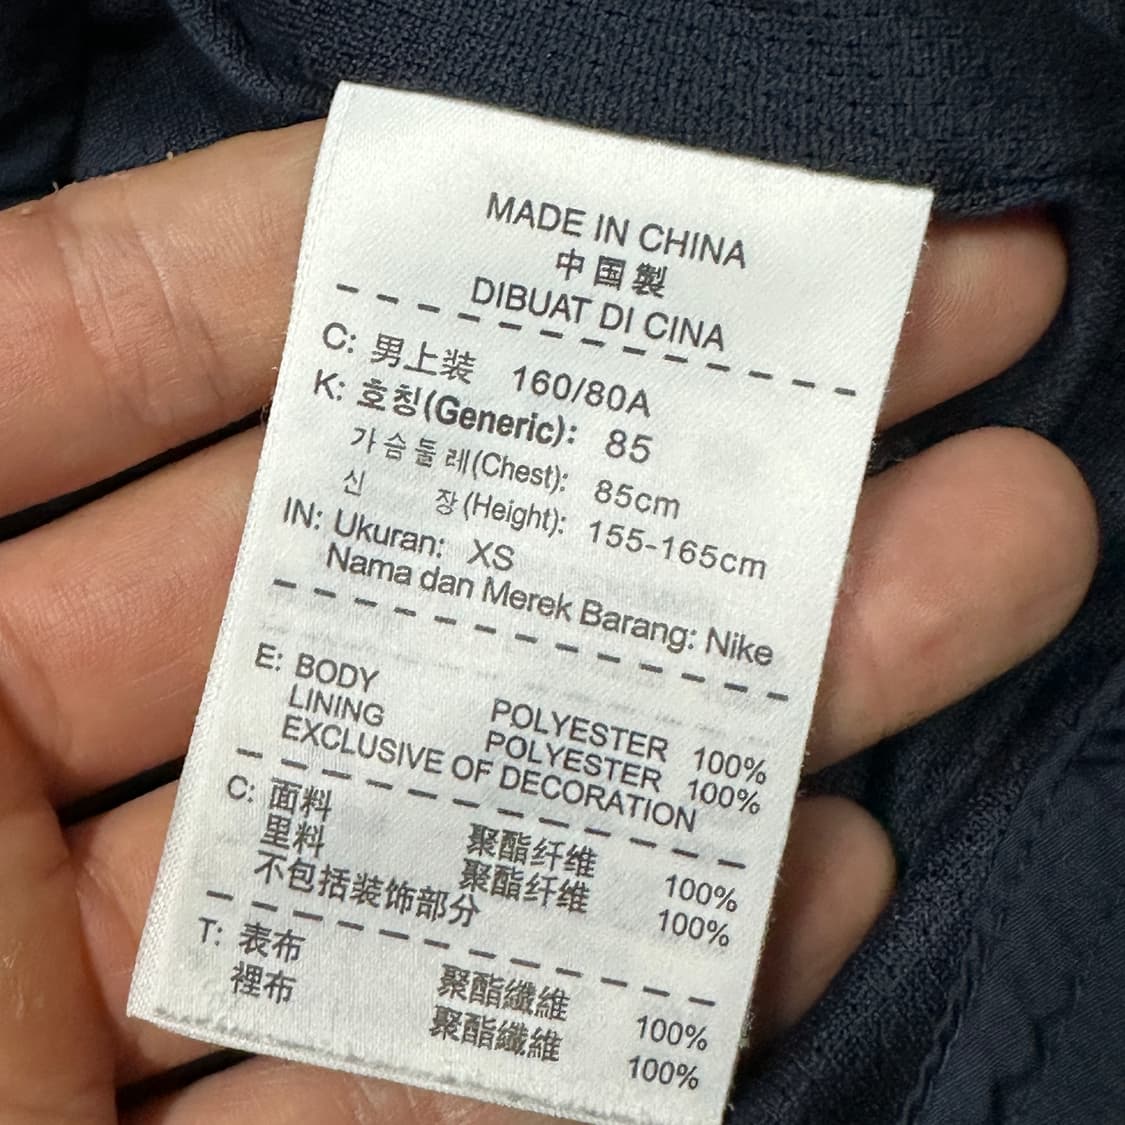 MADE IN CHINA
中国製
DIBUAT DI CINA
C: 男上装 160/80A
K: 호칭(Generic): 85
가슴둘레(Chest): 85cm
신 장(Height): 155-165cm
IN: Ukuran: XS
Nama dan Merek Barang: Nike
E: BODY POLYESTER 100%
LINING POLYESTER 100%
EXCLUSIVE OF DECORATION
C: 面料 聚酯纤维 100%
里料 聚酯纤维 100%
不包括装饰部分
T: 表布 聚酯纖維 100%
裡布 聚酯纖維 100%